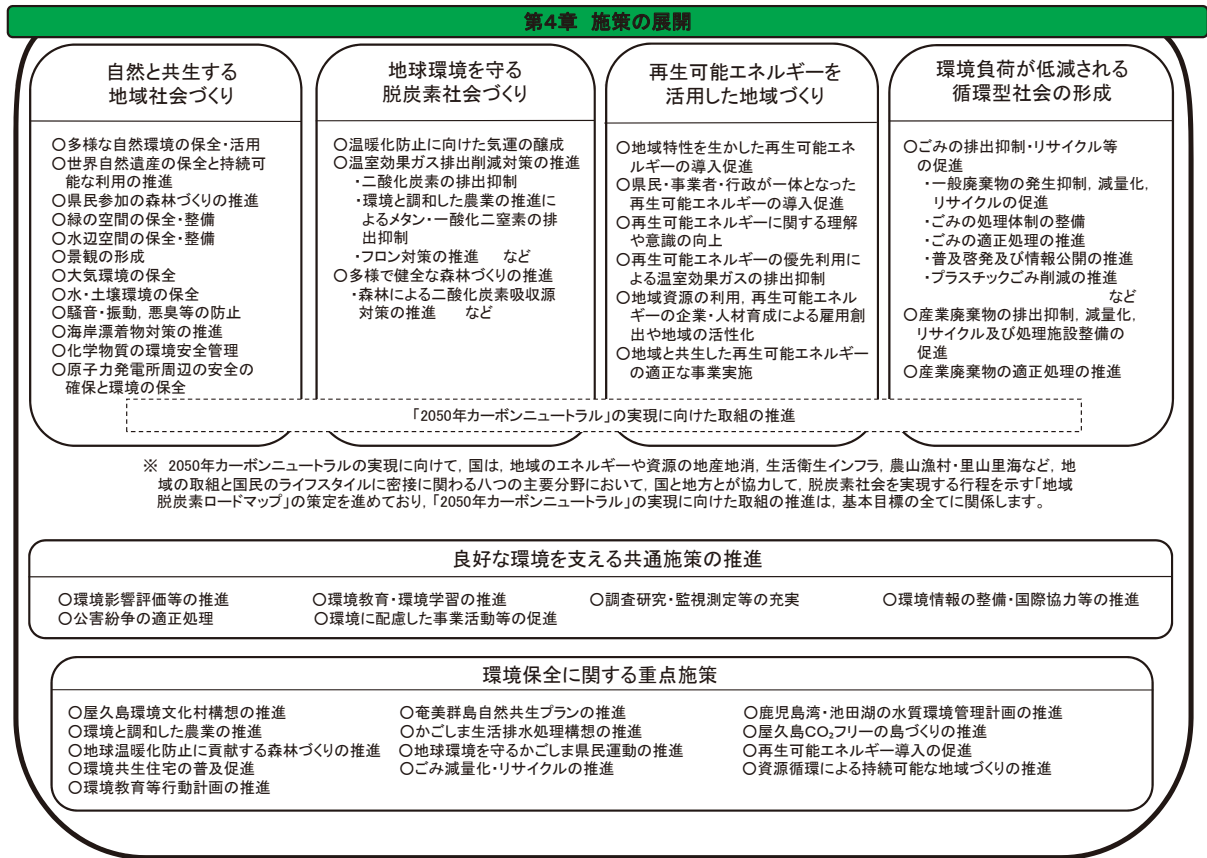 第4章 施策の展開
自然と共生する
地域社会づくり
○多様な自然環境の保全・活用
○世界自然遺産の保全と持続可
能な利用の推進
○県民参加の森林づくりの推進
○緑の空間の保全・整備
○水辺空間の保全・整備
○景観の形成
○大気環境の保全
○水・土壌環境の保全
○騒音・振動，悪臭等の防止
○海岸漂着物対策の推進
○化学物質の環境安全管理
○原子力発電所周辺の安全の
確保と環境の保全
地球環境を守る
脱炭素社会づくり
○温暖化防止に向けた気運の醸成
○温室効果ガス排出削減対策の推進
・二酸化炭素の排出抑制
・環境と調和した農業の推進に
よるメタン・一酸化二窒素の排
出抑制
・フロン対策の推進 など
○多様で健全な森林づくりの推進
・森林による二酸化炭素吸収源
対策の推進 など
再生可能エネルギーを
活用した地域づくり
○地域特性を生かした再生可能エネ
ルギーの導入促進
○県民・事業者・行政が一体となった
再生可能エネルギーの導入促進
○再生可能エネルギーに関する理解
や意識の向上
○再生可能エネルギーの優先利用に
よる温室効果ガスの排出抑制
○地域資源の利用，再生可能エネル
ギーの企業・人材育成による雇用創
出や地域の活性化
○地域と共生した再生可能エネルギー
の適正な事業実施
環境負荷が低減される
循環型社会の形成
○ごみの排出抑制・リサイクル等
の促進
・一般廃棄物の発生抑制，減量化，
リサイクルの促進
・ごみの処理体制の整備
・ごみの適正処理の推進
・普及啓発及び情報公開の推進
・プラスチックごみ削減の推進
など
○産業廃棄物の排出抑制，減量化，
リサイクル及び処理施設整備の
促進
○産業廃棄物の適正処理の推進
「2050年カーボンニュートラル」の実現に向けた取組の推進
※ 2050年カーボンニュートラルの実現に向けて，国は，地域のエネルギーや資源の地産地消，生活衛生インフラ，農山漁村・里山里海など，地
域の取組と国民のライフスタイルに密接に関わる八つの主要分野において，国と地方とが協力して，脱炭素社会を実現する行程を示す「地域
脱炭素ロードマップ」の策定を進めており，「2050年カーボンニュートラル」の実現に向けた取組の推進は，基本目標の全てに関係します。
良好な環境を支える共通施策の推進
○環境影響評価等の推進 ○環境教育・環境学習の推進 ○調査研究・監視測定等の充実 ○環境情報の整備・国際協力等の推進
○公害紛争の適正処理 ○環境に配慮した事業活動等の促進
環境保全に関する重点施策
○屋久島環境文化村構想の推進 ○奄美群島自然共生プランの推進 ○鹿児島湾・池田湖の水質環境管理計画の推進
○環境と調和した農業の推進 ○かごしま生活排水処理構想の推進 ○屋久島CO₂フリーの島づくりの推進
○地球温暖化防止に貢献する森林づくりの推進 ○地球環境を守るかごしま県民運動の推進 ○再生可能エネルギー導入の促進
○環境共生住宅の普及促進 ○ごみ減量化・リサイクルの推進 ○資源循環による持続可能な地域づくりの推進
○環境教育等行動計画の推進